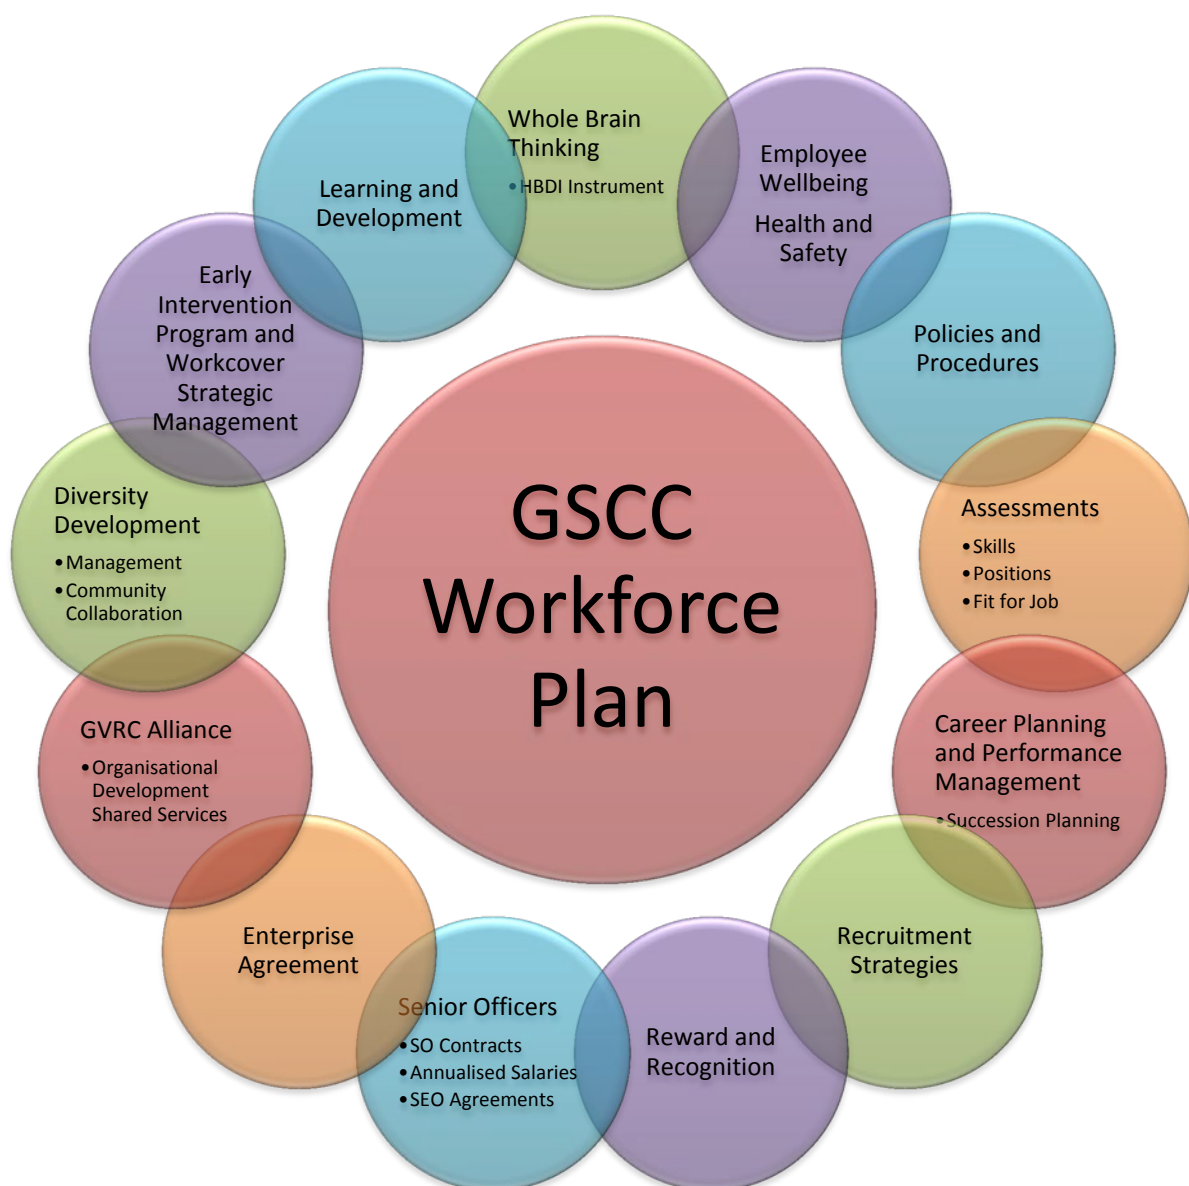 GSCC
Workforce
Plan
Whole Brain
Thinking
•HBDI Instrument
Employee
Wellbeing
Health and
Safety
Policies and
Procedures
Assessments
•Skills
•Positions
•Fit for Job
Career Planning
and Performance
Management
•Succession Planning
Recruitment
Strategies
Reward and
Recognition
Senior Officers
•SO Contracts
•Annualised Salaries
•SEO Agreements
Enterprise
Agreement
GVRC Alliance
•Organisational
Development
Shared Services
Diversity
Development
•Management
•Community
Collaboration
Early
Intervention
Program and
Workcover
Strategic
Management
Learning and
Development